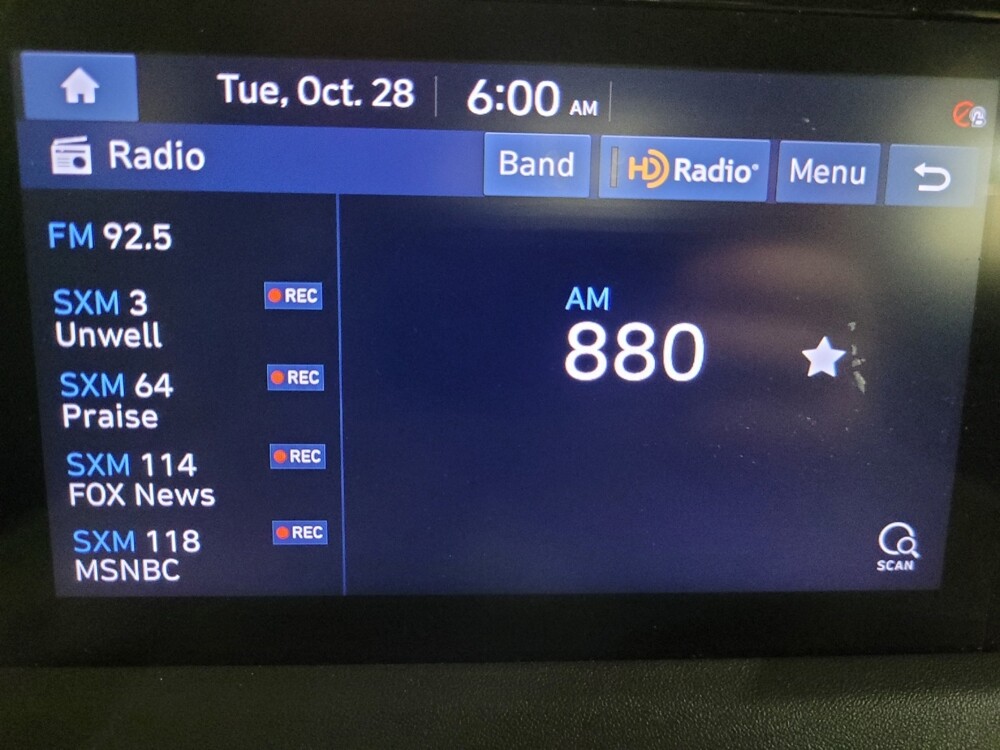 Tue, Oct. 28 6:00 AM
Radio Band HD Radio® Menu
FM 92.5
SXM 3 REC
Unwell
SXM 64 REC
Praise
SXM 114 REC
FOX News
SXM 118 REC
MSNBC
AM
880
SCAN